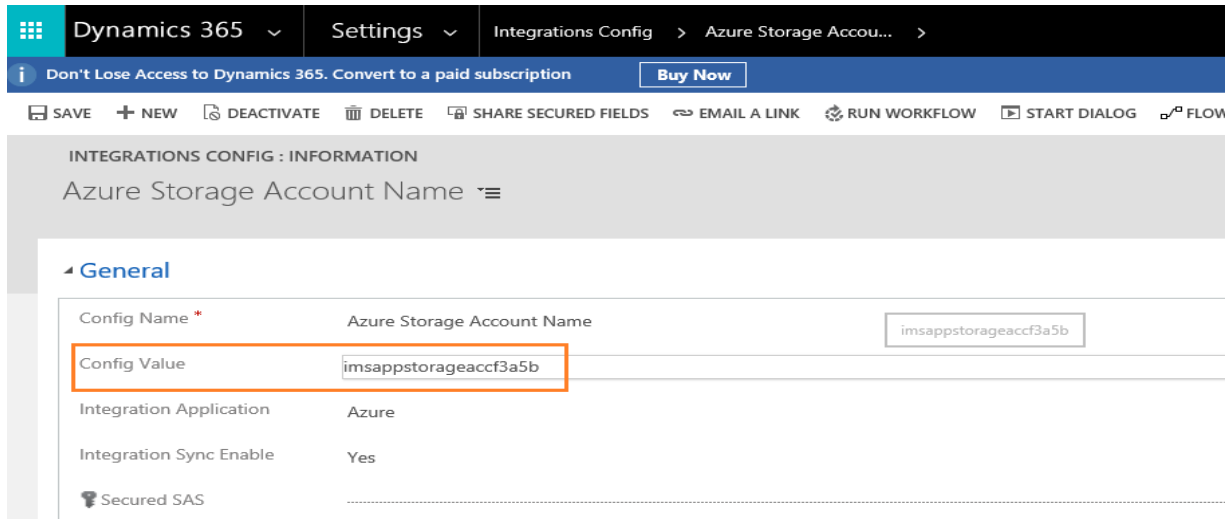 Dynamics 365 Settings Integrations Config > Azure Storage Accou... >
i Don't Lose Access to Dynamics 365. Convert to a paid subscription Buy Now
SAVE + NEW DEACTIVATE DELETE SHARE SECURED FIELDS EMAIL A LINK RUN WORKFLOW START DIALOG FLOW
INTEGRATIONS CONFIG : INFORMATION
Azure Storage Account Name
General
Config Name * Azure Storage Account Name imsappstorageaccf3a5b
Config Value imsappstorageaccf3a5b
Integration Application Azure
Integration Sync Enable Yes
Secured SAS